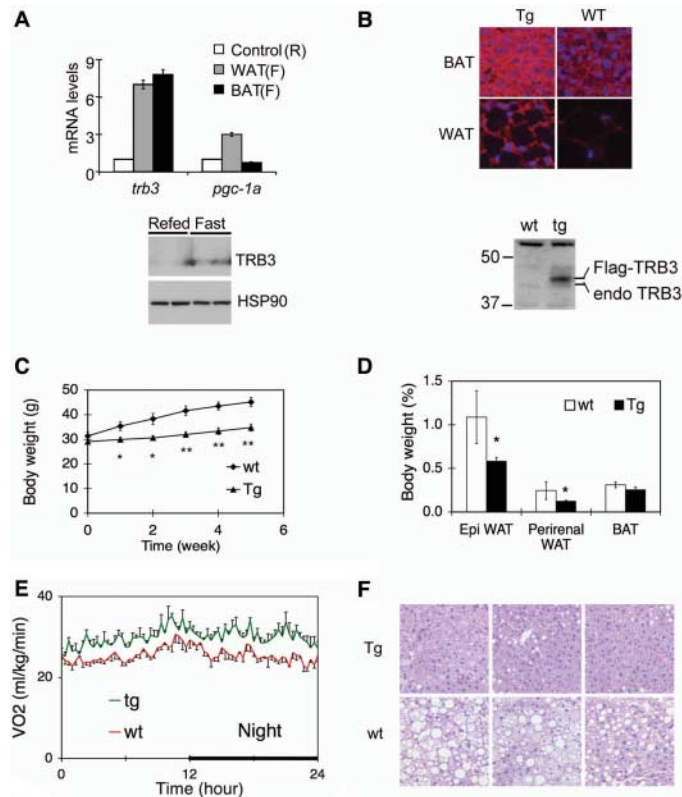 A
Control (R)
WAT(F)
BAT(F)
mRNA levels
9
6
3
0
trb3 pgc-1a
Refed Fast
TRB3
HSP90
B
Tg WT
BAT
WAT
wt tg
50
37
Flag-TRB3
endo TRB3
C
Body weight (g)
50
40
30
20
10
0
* * ** ** **
wt
Tg
0 2 4 6
Time (week)
D
Body weight (%)
1.5
1.0
0.5
0.0
wt Tg
*
*
Epi WAT Perirenal WAT BAT
E
VO2 (ml/kg/min)
40
20
0
tg
wt
Night
0 12 24
Time (hour)
F
Tg
wt